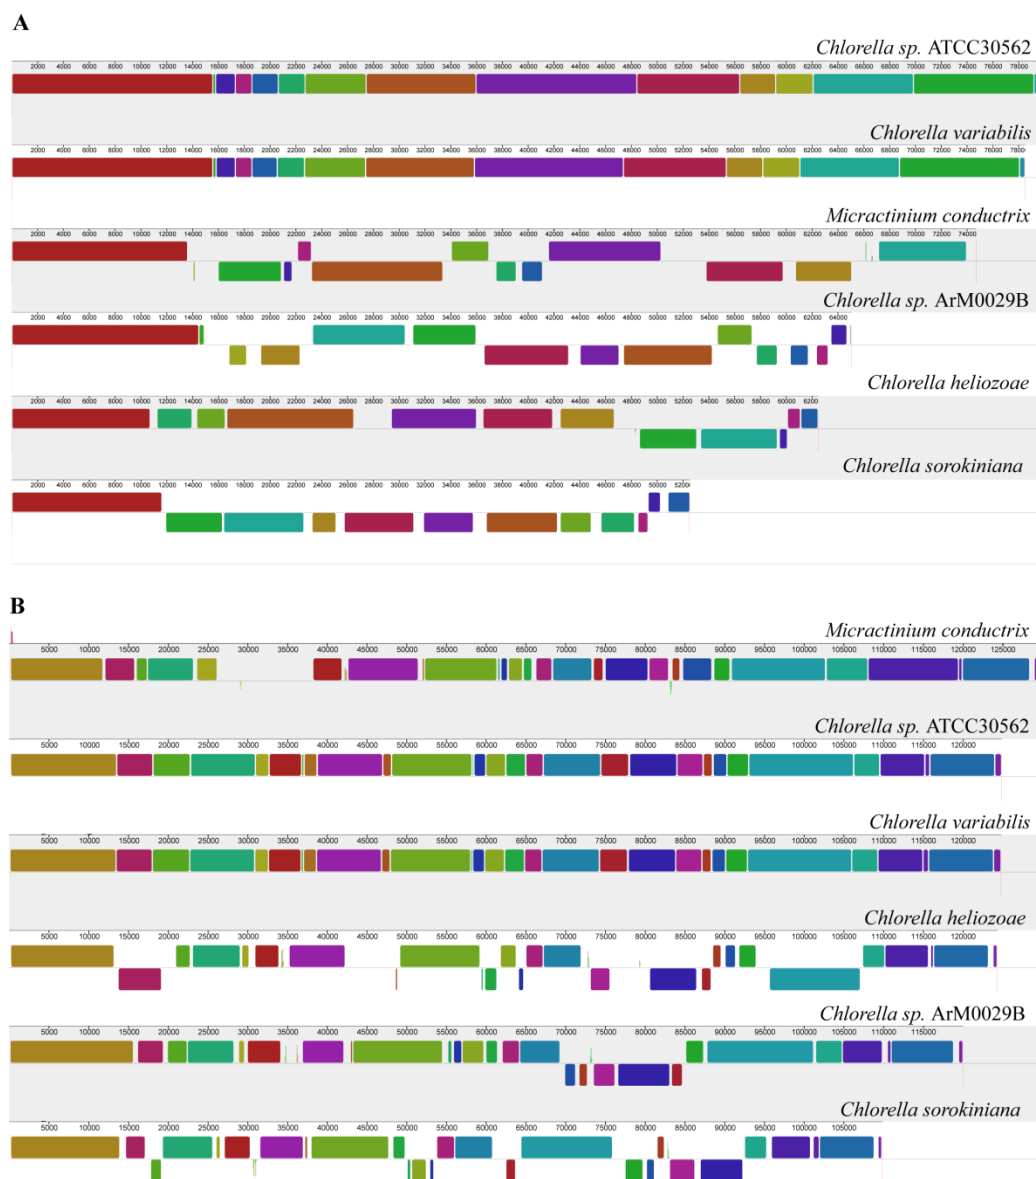 A
Chlorella sp. ATCC30562
2000 4000 6000 8000 10000 12000 14000 16000 18000 20000 22000 24000 26000 28000 30000 32000 34000 36000 38000 40000 42000 44000 46000 48000 50000 52000 54000 56000 58000 60000 62000 64000 66000 68000 70000 72000 74000 76000 78000
Chlorella variabilis
2000 4000 6000 8000 10000 12000 14000 16000 18000 20000 22000 24000 26000 28000 30000 32000 34000 36000 38000 40000 42000 44000 46000 48000 50000 52000 54000 56000 58000 60000 62000 64000 66000 68000 70000 72000 74000 76000 78000
Micractinium conductrix
2000 4000 6000 8000 10000 12000 14000 16000 18000 20000 22000 24000 26000 28000 30000 32000 34000 36000 38000 40000 42000 44000 46000 48000 50000 52000 54000 56000 58000 60000 62000 64000 66000 68000 70000 72000 74000
Chlorella sp. ArM0029B
2000 4000 6000 8000 10000 12000 14000 16000 18000 20000 22000 24000 26000 28000 30000 32000 34000 36000 38000 40000 42000 44000 46000 48000 50000 52000 54000 56000 58000 60000 62000 64000
Chlorella heliozoae
2000 4000 6000 8000 10000 12000 14000 16000 18000 20000 22000 24000 26000 28000 30000 32000 34000 36000 38000 40000 42000 44000 46000 48000 50000 52000 54000 56000 58000 60000 6200
Chlorella sorokiniana
2000 4000 6000 8000 10000 12000 14000 16000 18000 20000 22000 24000 26000 28000 30000 32000 34000 36000 38000 40000 42000 44000 46000 48000 50000 5200
B
Micractinium conductrix
5000 10000 15000 20000 25000 30000 35000 40000 45000 50000 55000 60000 65000 70000 75000 80000 85000 90000 95000 100000 105000 110000 115000 120000 125000
Chlorella sp. ATCC30562
5000 10000 15000 20000 25000 30000 35000 40000 45000 50000 55000 60000 65000 70000 75000 80000 85000 90000 95000 100000 105000 110000 115000 120000
Chlorella variabilis
5000 10000 15000 20000 25000 30000 35000 40000 45000 50000 55000 60000 65000 70000 75000 80000 85000 90000 95000 100000 105000 110000 115000 120000
Chlorella heliozoae
5000 10000 15000 20000 25000 30000 35000 40000 45000 50000 55000 60000 65000 70000 75000 80000 85000 90000 95000 100000 105000 110000 115000 120000
Chlorella sp. ArM0029B
5000 10000 15000 20000 25000 30000 35000 40000 45000 50000 55000 60000 65000 70000 75000 80000 85000 90000 95000 100000 105000 110000 115000
Chlorella sorokiniana
5000 10000 15000 20000 25000 30000 35000 40000 45000 50000 55000 60000 65000 70000 75000 80000 85000 90000 95000 100000 105000